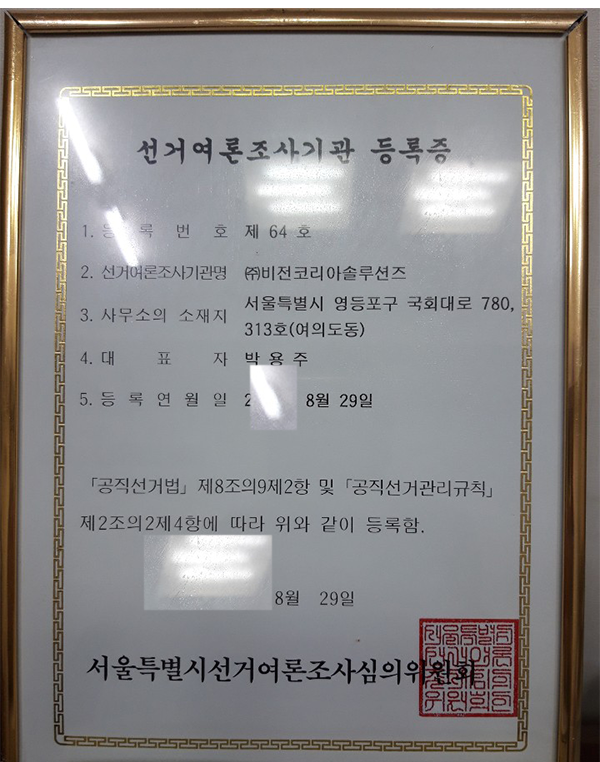 선거여론조사기관 등록증
1. 등 록 번 호 제 64 호
2. 선거여론조사기관명 ㈜비전코리아솔루션즈
3. 사무소의 소재지 서울특별시 영등포구 국회대로 780,
313호(여의도동)
4. 대 표 자 박 용 주
5. 등 록 연 월 일 2 8월 29일
「공직선거법」 제8조의9제2항 및 「공직선거관리규칙」
제2조의2제4항에 따라 위와 같이 등록함.
8월 29일
서울특별시선거여론조사심의위원회